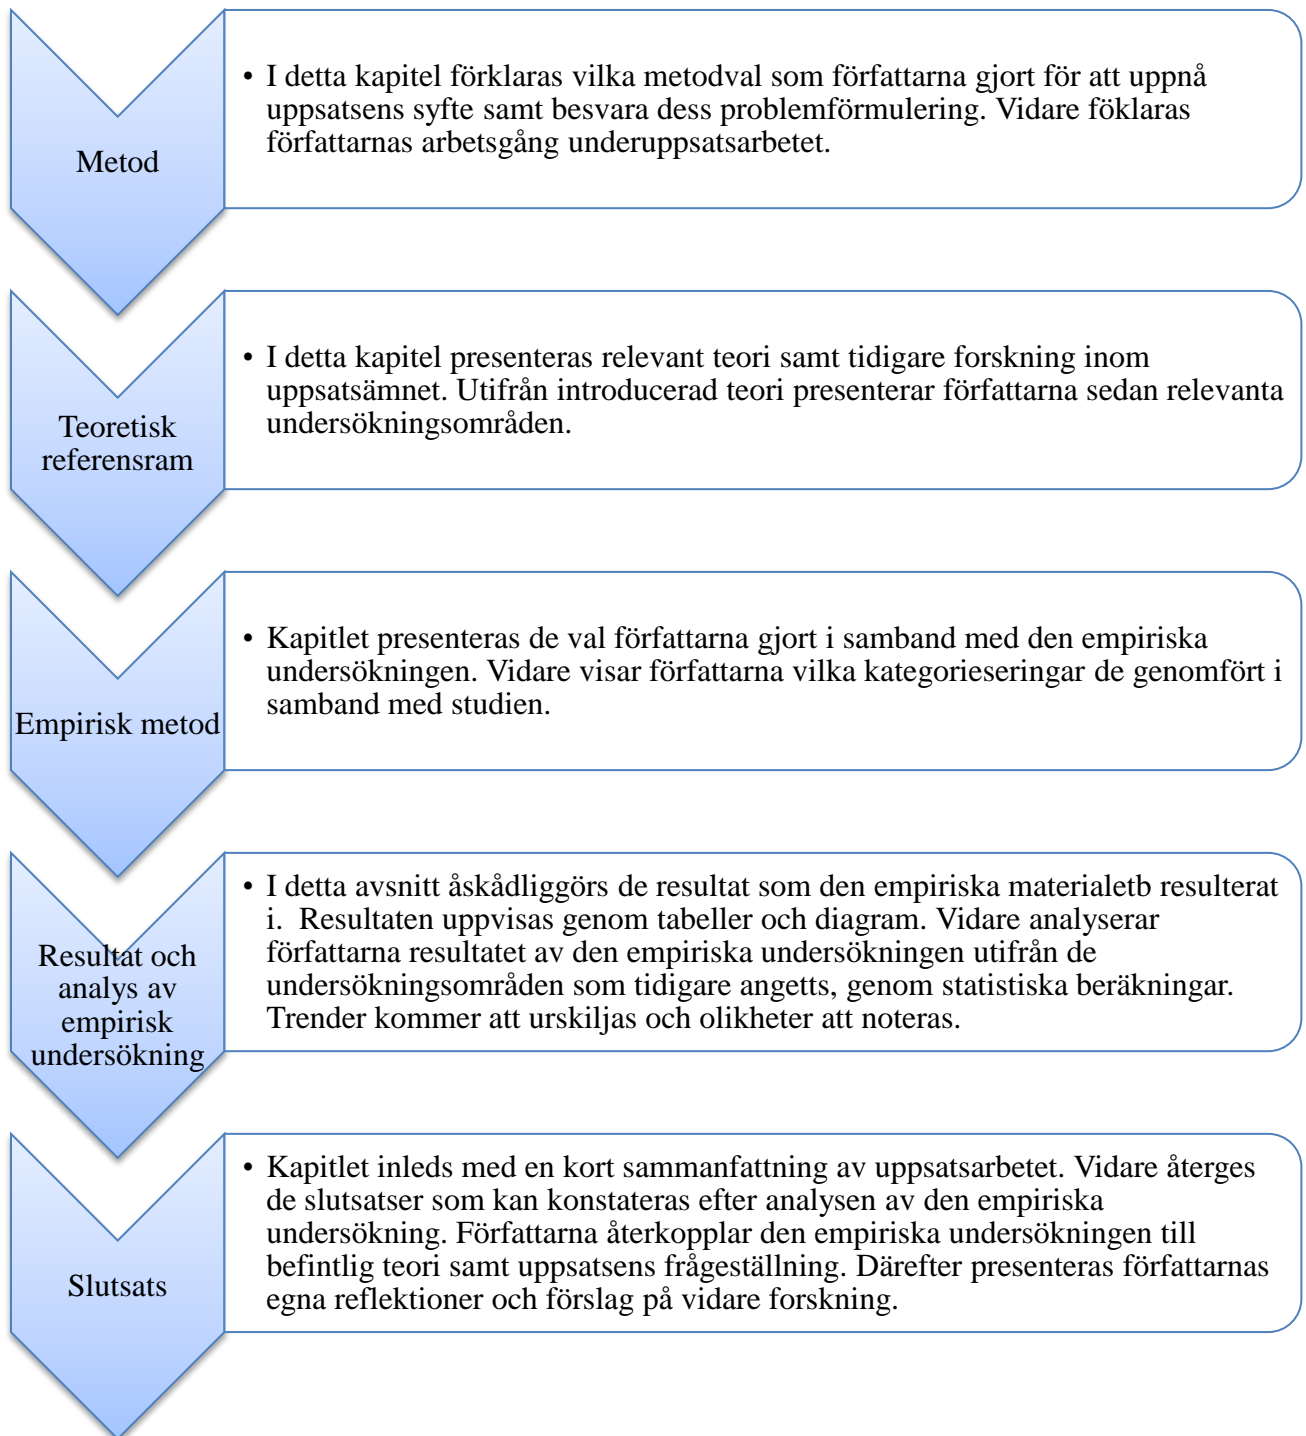 Metod
• I detta kapitel förklaras vilka metodval som författarna gjort för att uppnå
uppsatsens syfte samt besvara dess problemförmulering. Vidare föklaras
författarnas arbetsgång underuppsatsarbetet.
Teoretisk
referensram
• I detta kapitel presenteras relevant teori samt tidigare forskning inom
uppsatsämnet. Utifrån introducerad teori presenterar författarna sedan relevanta
undersökningsområden.
Empirisk metod
• Kapitlet presenteras de val författarna gjort i samband med den empiriska
undersökningen. Vidare visar författarna vilka kategorieseringar de genomfört i
samband med studien.
Resultat och
analys av
empirisk
undersökning
• I detta avsnitt åskådliggörs de resultat som den empiriska materialetb resulterat
i.  Resultaten uppvisas genom tabeller och diagram. Vidare analyserar
författarna resultatet av den empiriska undersökningen utifrån de
undersökningsområden som tidigare angetts, genom statistiska beräkningar.
Trender kommer att urskiljas och olikheter att noteras.
Slutsats
• Kapitlet inleds med en kort sammanfattning av uppsatsarbetet. Vidare återges
de slutsatser som kan konstateras efter analysen av den empiriska
undersökning. Författarna återkopplar den empiriska undersökningen till
befintlig teori samt uppsatsens frågeställning. Därefter presenteras författarnas
egna reflektioner och förslag på vidare forskning.